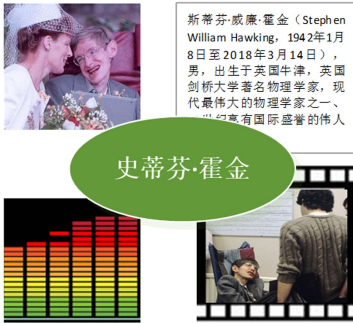 斯蒂芬·威廉·霍金（Stephen
William Hawking，1942年1月
8日至2018年3月14日），
男，出生于英国牛津，英国
剑桥大学著名物理学家，现
代最伟大的物理学家之一、
世纪享有国际盛誉的伟人
史蒂芬·霍金